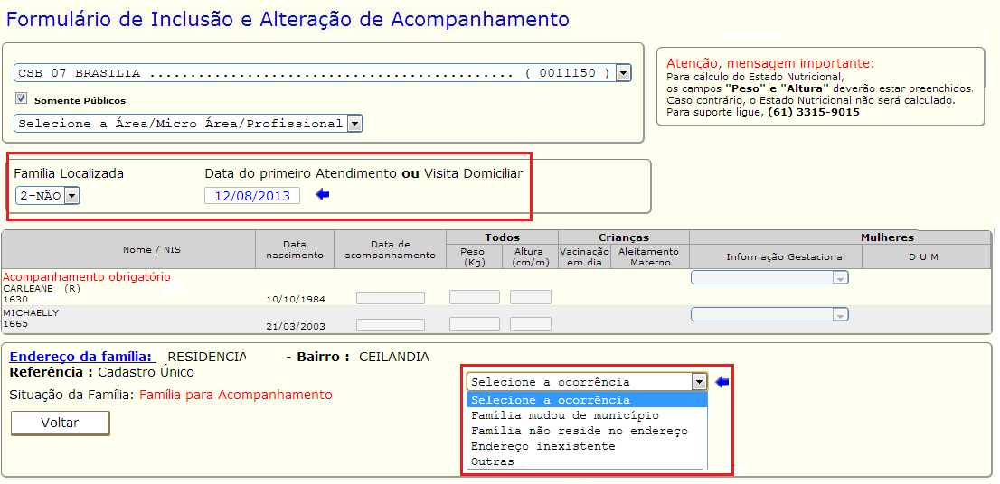 Formulário de Inclusão e Alteração de Acompanhamento
CSB 07 BRASILIA ................................................. ( 0011150 )
Somente Públicos
Selecione a Área/Micro Área/Profissional
Atenção, mensagem importante:
Para cálculo do Estado Nutricional,
os campos "Peso" e "Altura" deverão estar preenchidos.
Caso contrário, o Estado Nutricional não será calculado.
Para suporte ligue, (61) 3315-9015
Família Localizada
Data do primeiro Atendimento ou Visita Domiciliar
2-NÃO
12/08/2013
Nome / NIS
Data
nascimento
Data de
acompanhamento
Todos
Peso
(Kg)
Altura
(cm/m)
Crianças
Vacinação
em dia
Aleitamento
Materno
Mulheres
Informação Gestacional
D U M
Acompanhamento obrigatório
CARLEANE (R)
1630 10/10/1984
MICHAELLY
1665 21/03/2003
Endereço da família: RESIDENCIA - Bairro : CEILANDIA
Referência : Cadastro Único
Situação da Família: Família para Acompanhamento
Voltar
Selecione a ocorrência
Selecione a ocorrência
Família mudou de município
Família não reside no endereço
Endereço inexistente
Outras